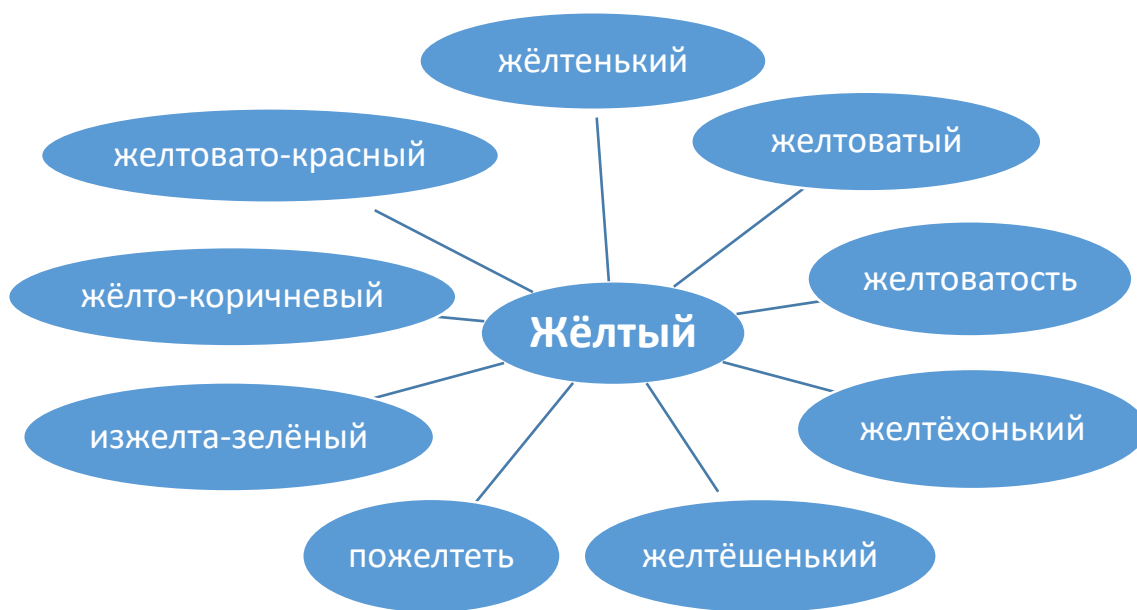 жёлтенький
желтоватый
желтовато-красный
желтоватость
жёлто-коричневый
Жёлтый
желтёхонький
изжелта-зелёный
пожелтеть
желтёшенький